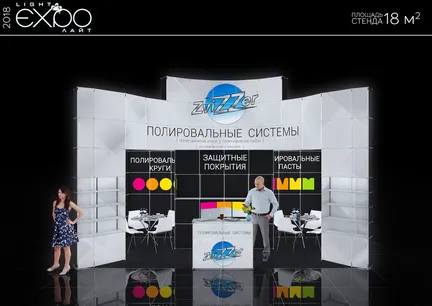 2018
LIGHT
EXPO
ЛАЙТ
ПЛОЩАДЬ
СТЕНДА 18 м²
ZviZZer
ПОЛИРОВАЛЬНЫЕ СИСТЕМЫ
ПОЛИРОВАЛЬ
КРУГИ
ЗАЩИТНЫЕ
ПОКРЫТИЯ
ИРОВАЛЬНЫЕ
ПАСТЫ
ПОЛИРОВАЛЬНЫЕ СИСТЕМЫ
ZviZZer